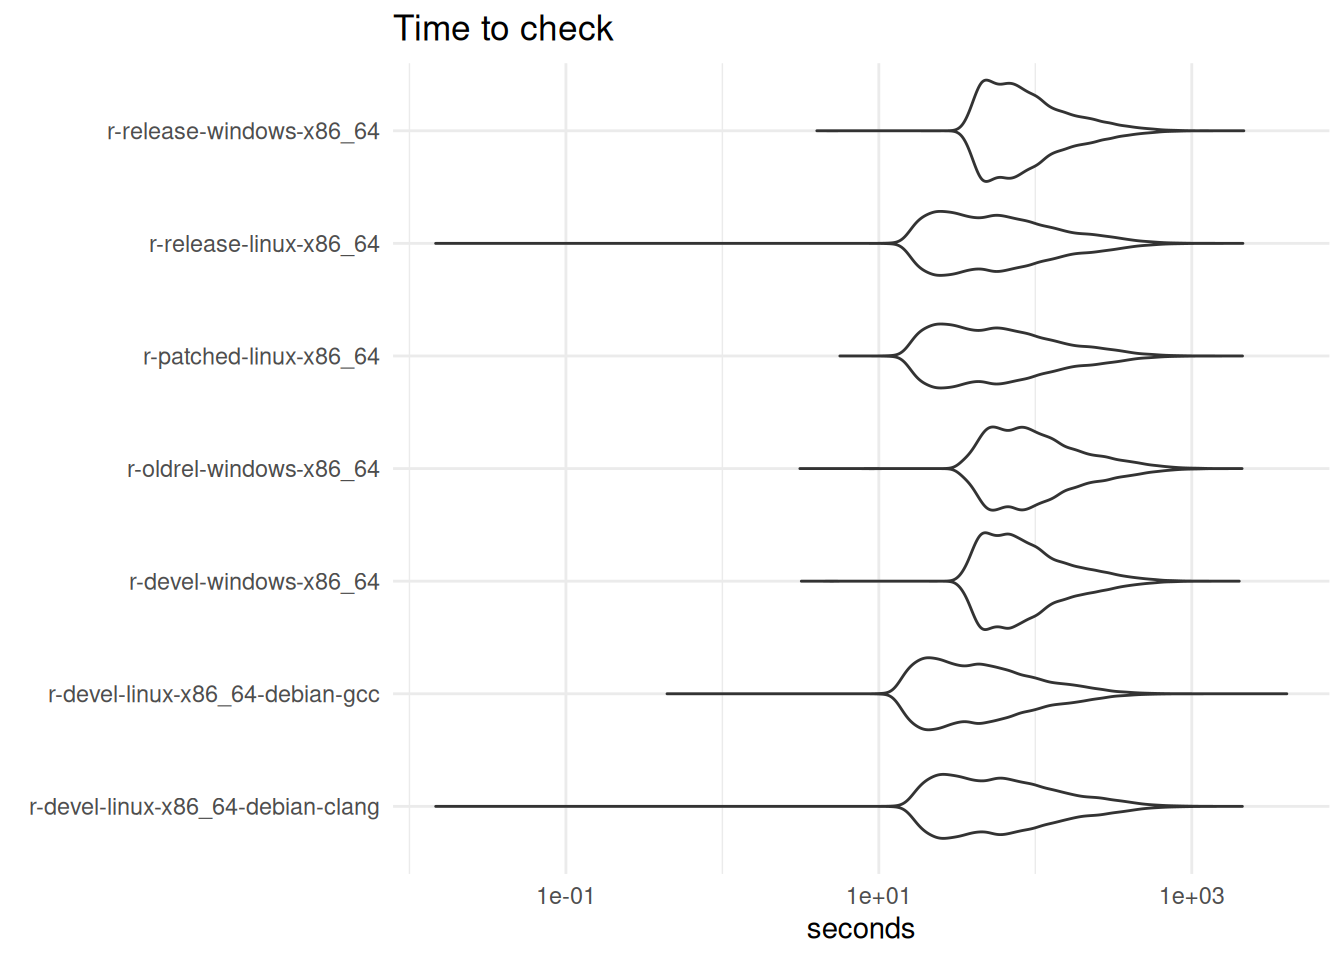 Time to check
r-release-windows-x86_64
r-release-linux-x86_64
r-patched-linux-x86_64
r-oldrel-windows-x86_64
r-devel-windows-x86_64
r-devel-linux-x86_64-debian-gcc
r-devel-linux-x86_64-debian-clang
1e-01 1e+01 1e+03
seconds